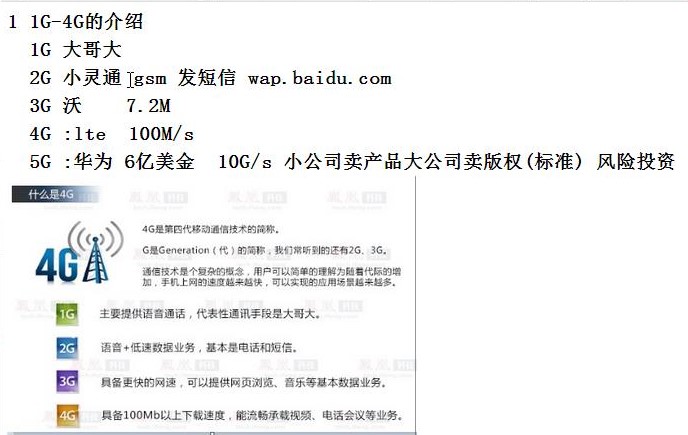 1 1G-4G的介绍
1G 大哥大
2G 小灵通 gsm 发短信 wap.baidu.com
3G 沃 7.2M
4G :lte 100M/s
5G :华为 6亿美金 10G/s 小公司卖产品大公司卖版权(标准) 风险投资
什么是4G
4G是第四代移动通信技术的简称。
G是Generation（代）的简称，我们常听到的还有2G、3G。
通信技术是个复杂的概念，用户可以简单的理解为随着代际的增
加，手机上网的速度越来越快，可以实现的应用场景越来越多。
4G
1G 主要提供语音通话，代表性通讯手段是大哥大。
2G 语音+低速数据业务，基本是电话和短信。
3G 具备更快的网速，可以提供网页浏览、音乐等基本数据业务。
4G 具备100Mb以上下载速度，能流畅承载视频、电话会议等业务。